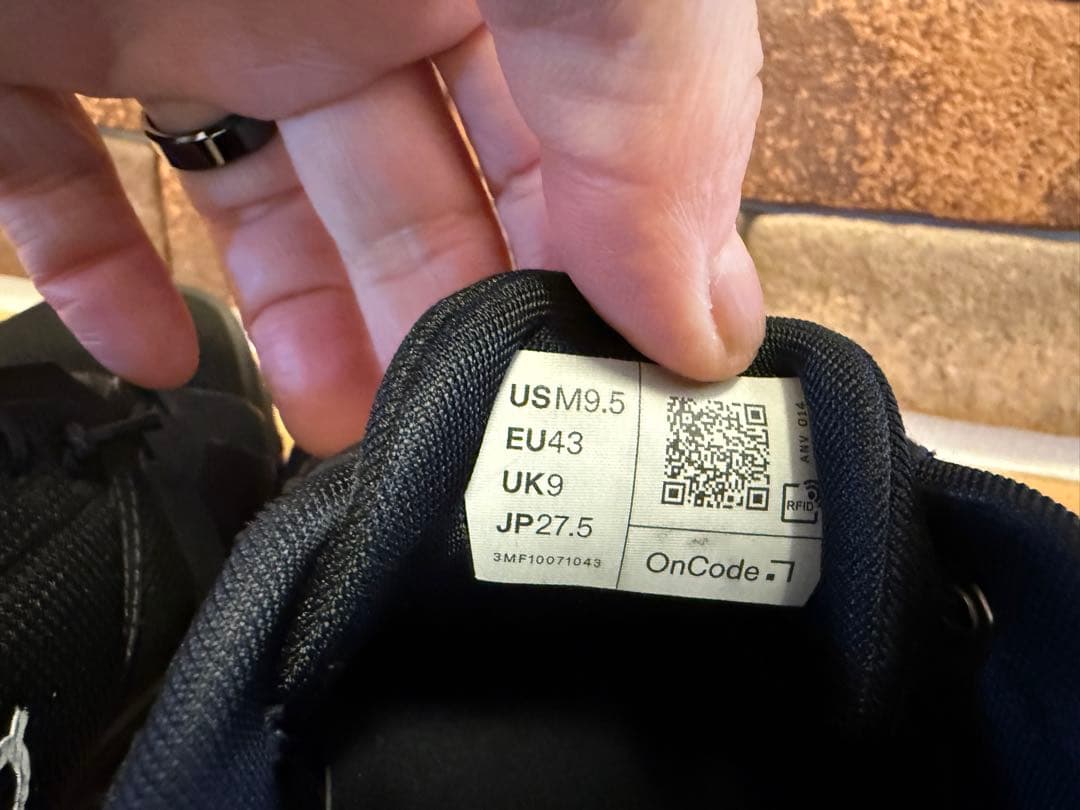 USM9.5
EU43
UK9
JP27.5
3MF10071043
ANV 014
RFID
OnCode